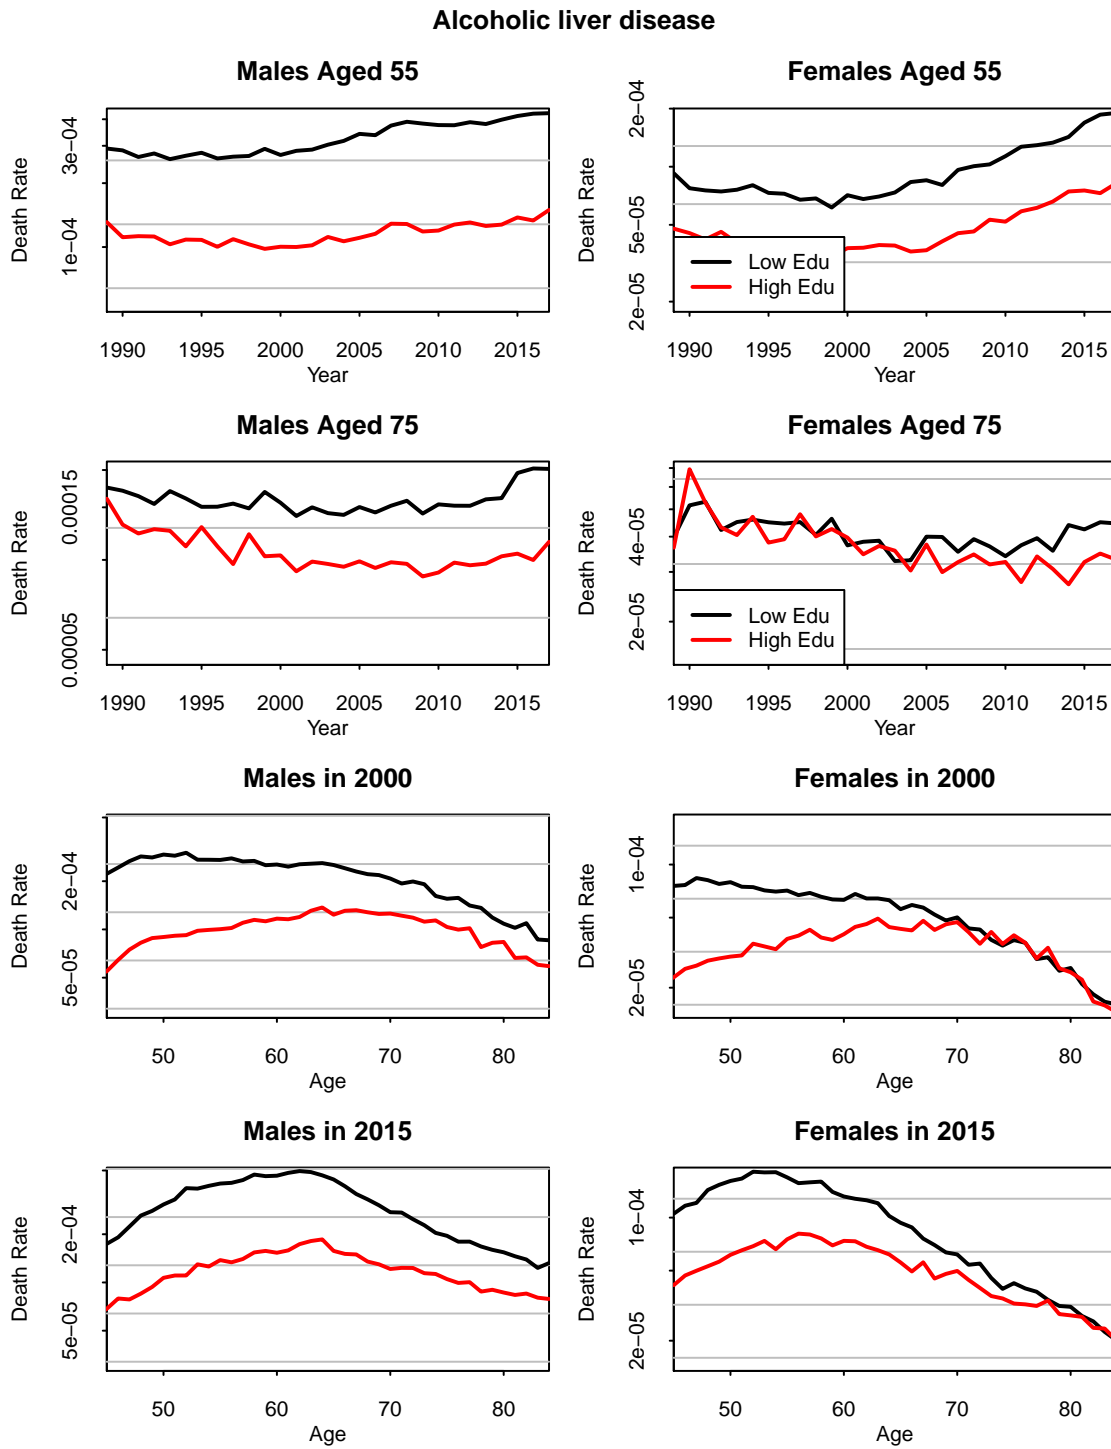 Alcoholic liver disease
Males Aged 55
Death Rate
3e−04
1e−04
1990 1995 2000 2005 2010 2015
Year
Females Aged 55
Death Rate
2e−04
5e−05
2e−05
Low Edu
High Edu
1990 1995 2000 2005 2010 2015
Year
Males Aged 75
Death Rate
0.00015
0.00005
1990 1995 2000 2005 2010 2015
Year
Females Aged 75
Death Rate
4e−05
2e−05
Low Edu
High Edu
1990 1995 2000 2005 2010 2015
Year
Males in 2000
Death Rate
2e−04
5e−05
50 60 70 80
Age
Females in 2000
Death Rate
1e−04
2e−05
50 60 70 80
Age
Males in 2015
Death Rate
2e−04
5e−05
50 60 70 80
Age
Females in 2015
Death Rate
1e−04
2e−05
50 60 70 80
Age